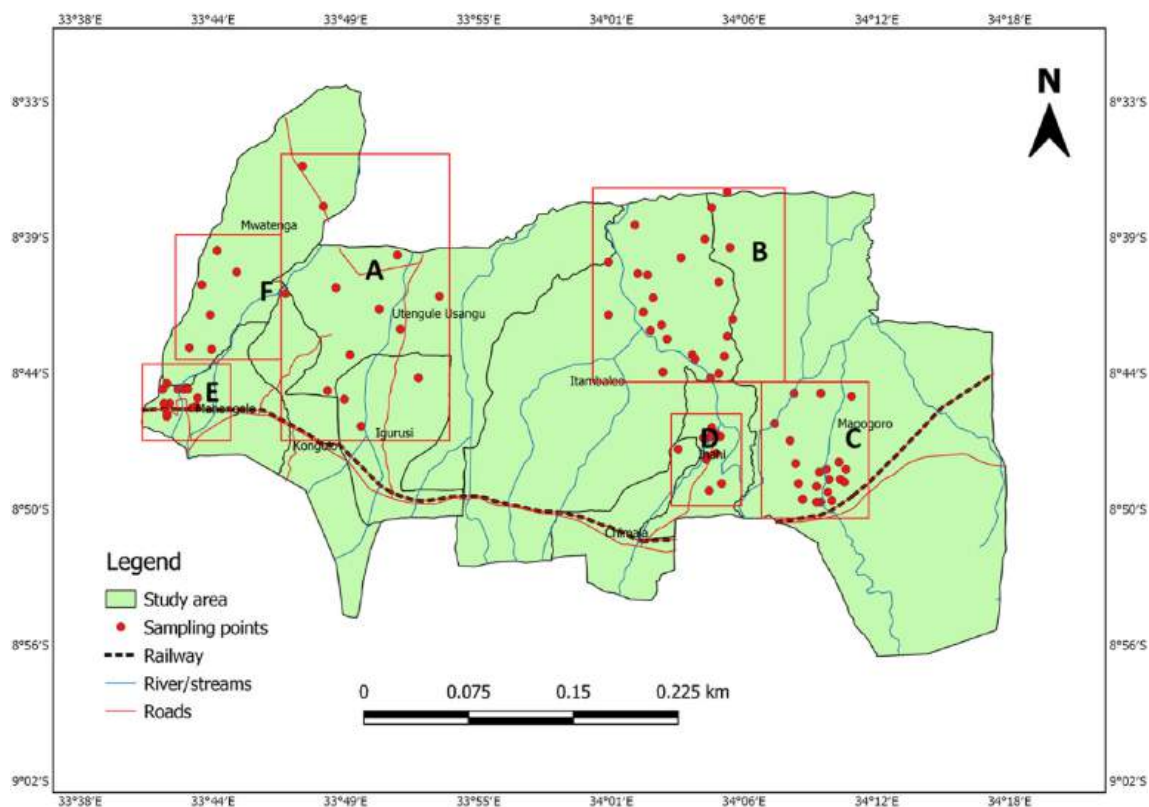 33°38′E 33°44′E 33°49′E 33°55′E 34°01′E 34°06′E 34°12′E 34°18′E
N
8°33′S 8°33′S
Mwatenga
8°39′S 8°39′S
A B
F
Utengule Usangu
8°44′S Itambaleo 8°44′S
E
Mahongole
Mapogoro
Igurusi D C
Kongolo Ihahi
8°50′S 8°50′S
Chimala
Legend
Study area
Sampling points
8°56′S 8°56′S
Railway
River/streams
0 0.075 0.15 0.225 km
Roads
9°02′S 9°02′S
33°38′E 33°44′E 33°49′E 33°55′E 34°01′E 34°06′E 34°12′E 34°18′E